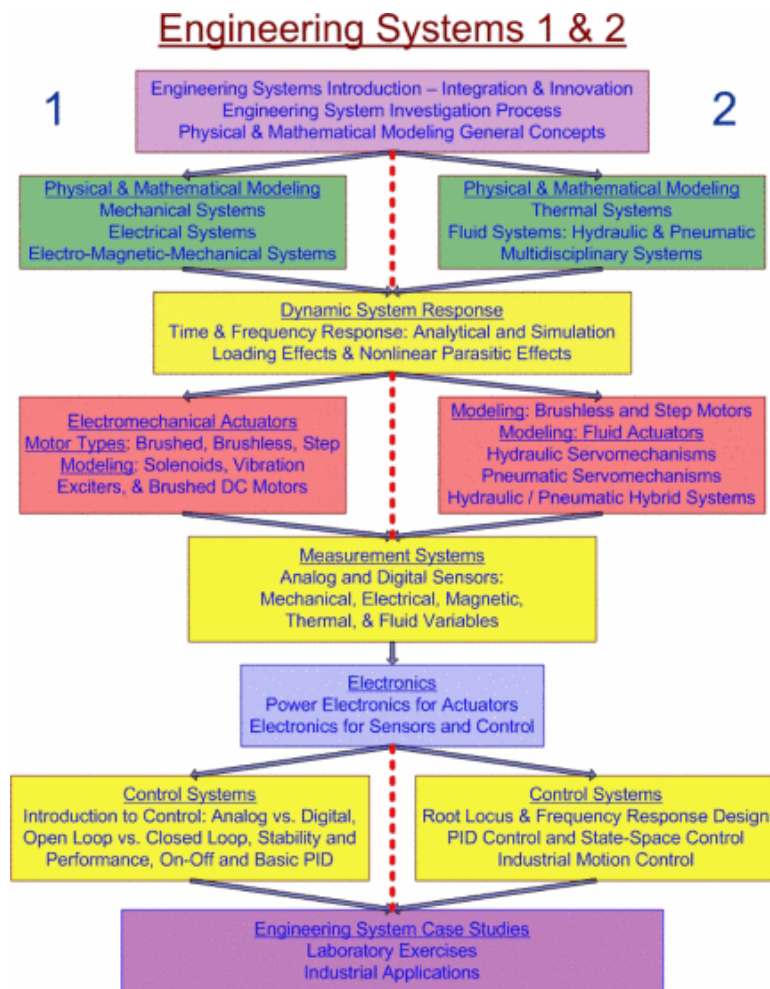 Engineering Systems 1 & 2
1
2
Engineering Systems Introduction – Integration & Innovation
Engineering System Investigation Process
Physical & Mathematical Modeling General Concepts
Physical & Mathematical Modeling
Mechanical Systems
Electrical Systems
Electro-Magnetic-Mechanical Systems
Physical & Mathematical Modeling
Thermal Systems
Fluid Systems: Hydraulic & Pneumatic
Multidisciplinary Systems
Dynamic System Response
Time & Frequency Response: Analytical and Simulation
Loading Effects & Nonlinear Parasitic Effects
Electromechanical Actuators
Motor Types: Brushed, Brushless, Step
Modeling: Solenoids, Vibration
Exciters, & Brushed DC Motors
Modeling: Brushless and Step Motors
Modeling: Fluid Actuators
Hydraulic Servomechanisms
Pneumatic Servomechanisms
Hydraulic / Pneumatic Hybrid Systems
Measurement Systems
Analog and Digital Sensors:
Mechanical, Electrical, Magnetic,
Thermal, & Fluid Variables
Electronics
Power Electronics for Actuators
Electronics for Sensors and Control
Control Systems
Introduction to Control: Analog vs. Digital,
Open Loop vs. Closed Loop, Stability and
Performance, On-Off and Basic PID
Control Systems
Root Locus & Frequency Response Design
PID Control and State-Space Control
Industrial Motion Control
Engineering System Case Studies
Laboratory Exercises
Industrial Applications